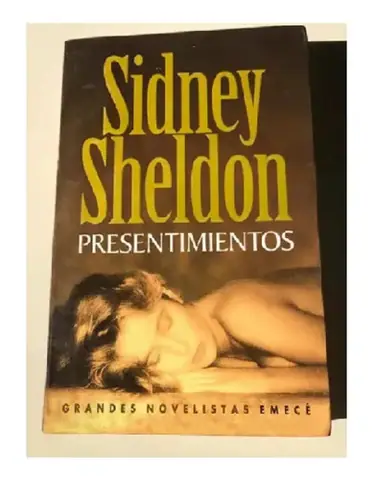 Sidney
Sheldon
PRESENTIMIENTOS
GRANDES NOVELISTAS EMECÉ